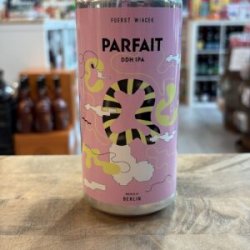 FUERST WIACEK
PARFAIT
DDH IPA
BERLIN